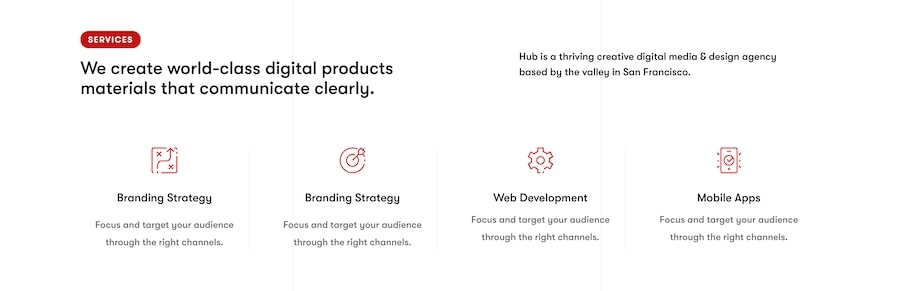 SERVICES
We create world-class digital products
materials that communicate clearly.
Hub is a thriving creative digital media & design agency
based by the valley in San Francisco.
Branding Strategy
Focus and target your audience
through the right channels.
Branding Strategy
Focus and target your audience
through the right channels.
Web Development
Focus and target your audience
through the right channels.
Mobile Apps
Focus and target your audience
through the right channels.